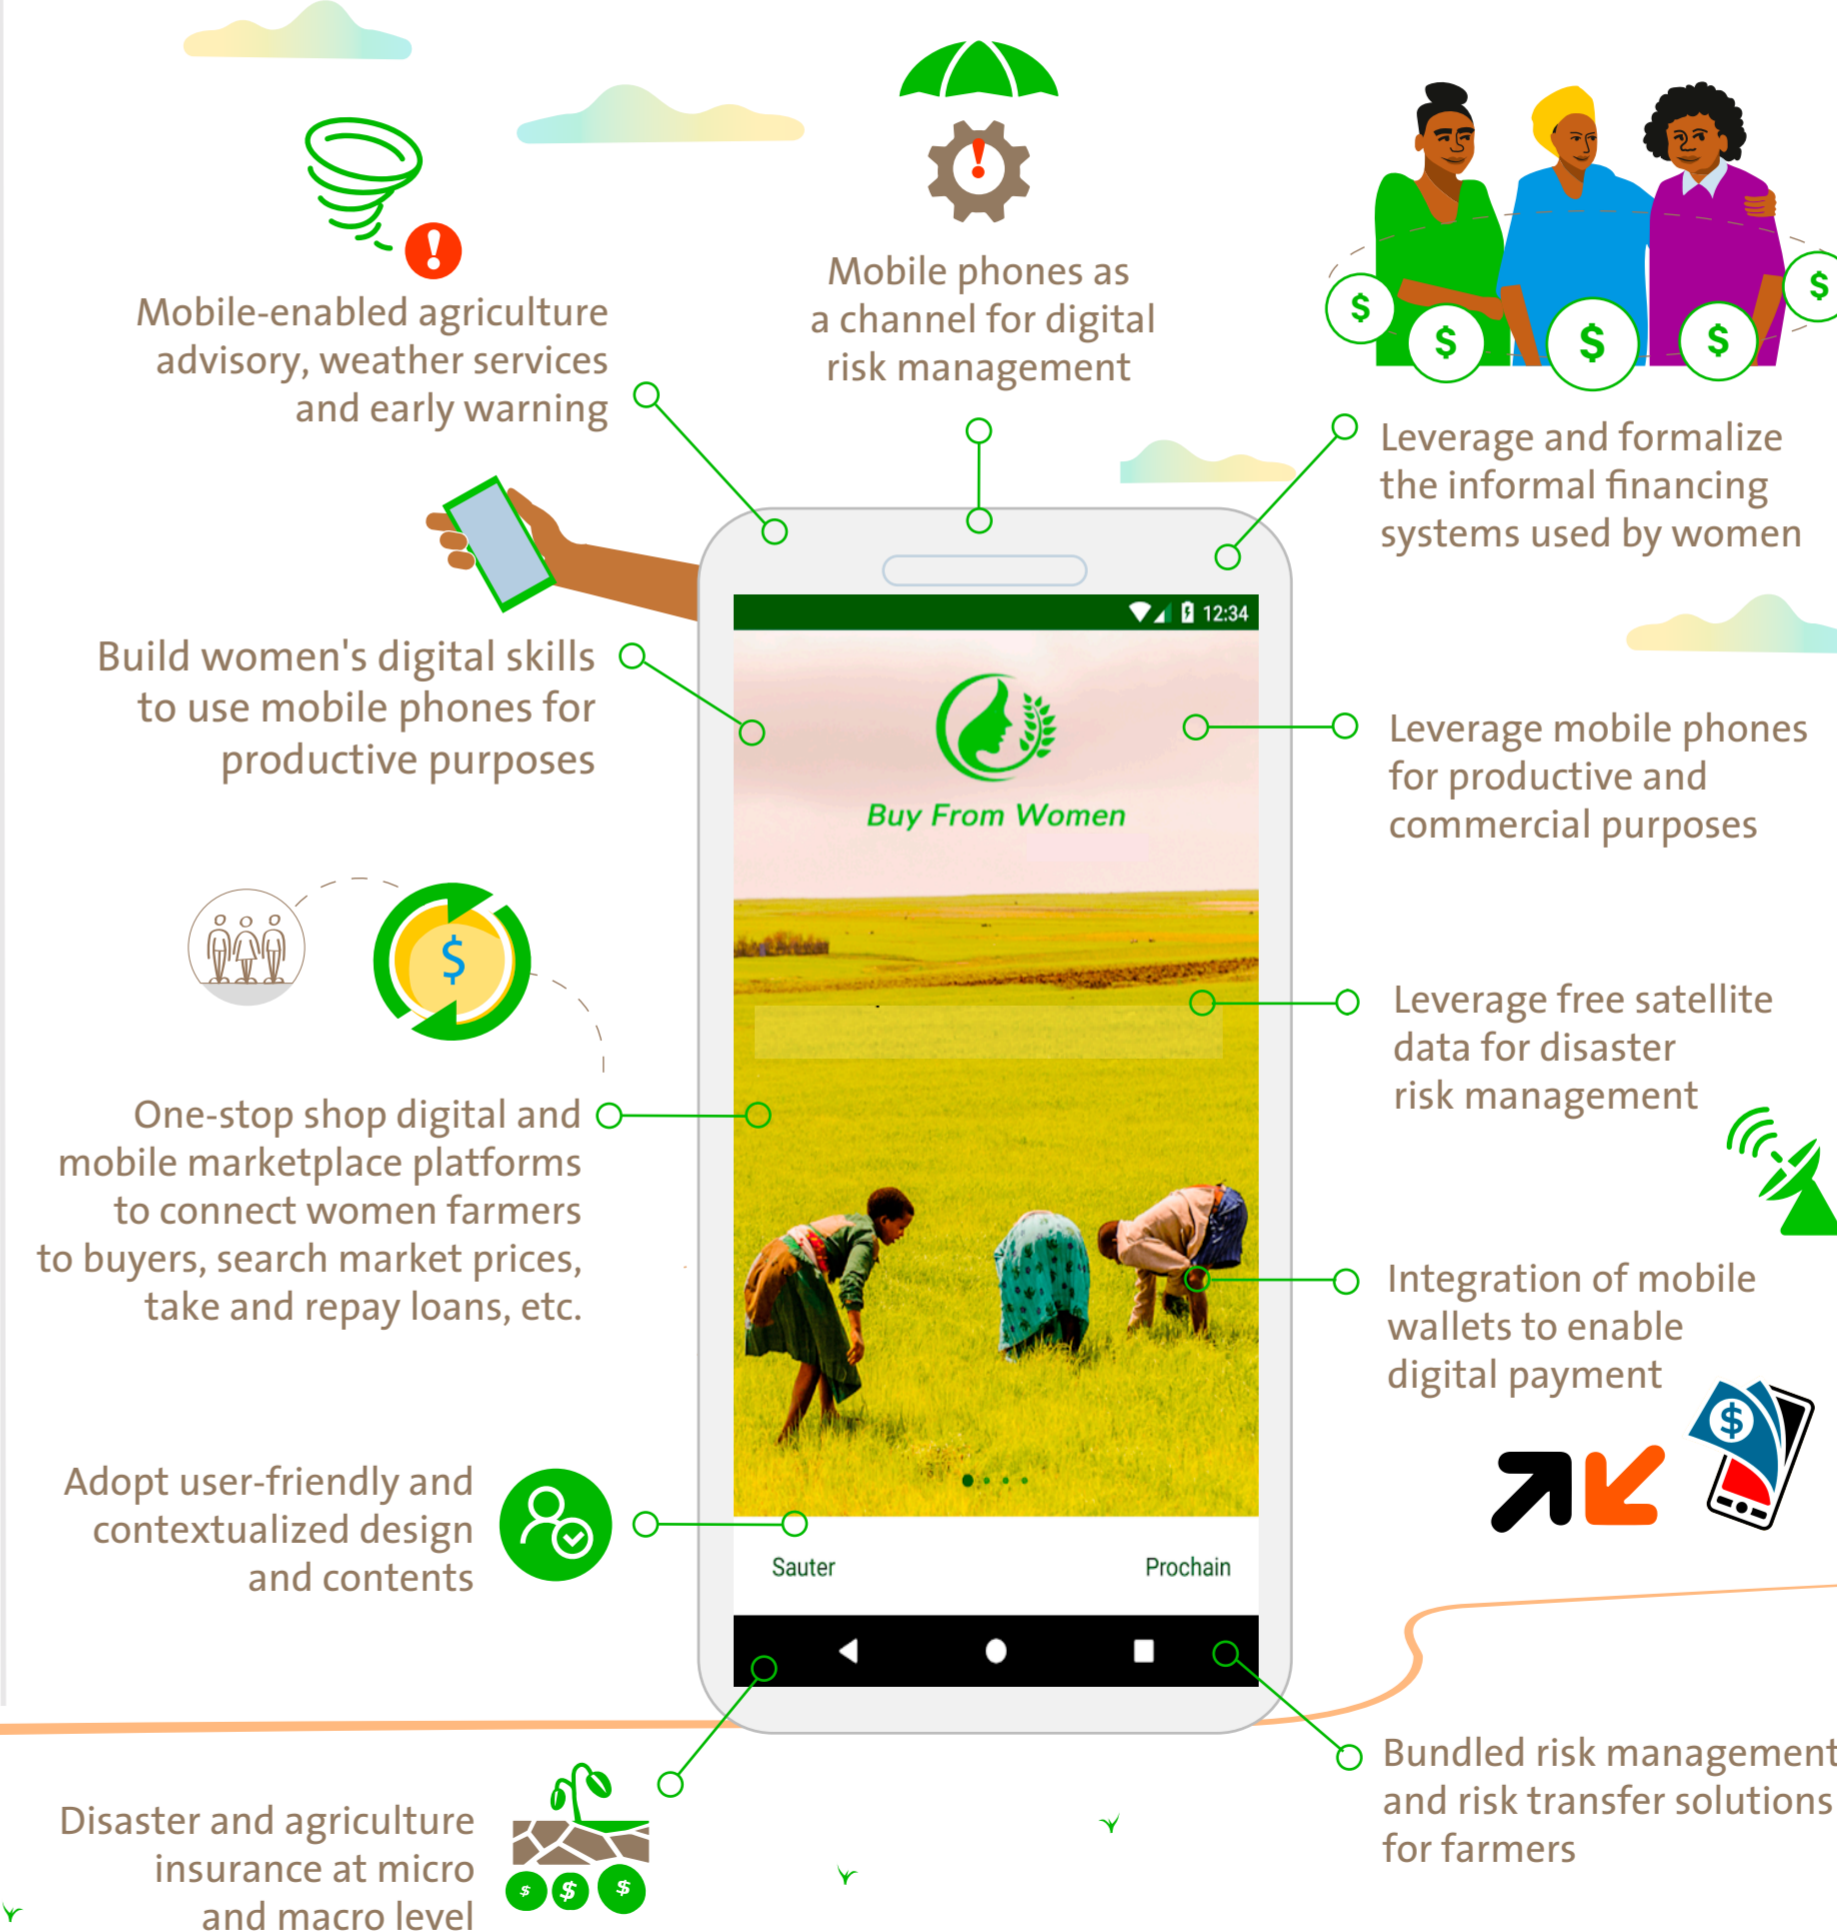 Mobile-enabled agriculture
advisory, weather services
and early warning
Mobile phones as
a channel for digital
risk management
$
$
$
$
$
Leverage and formalize
the informal financing
systems used by women
Build women's digital skills
to use mobile phones for
productive purposes
12:34
Buy From Women
Leverage mobile phones
for productive and
commercial purposes
$
One-stop shop digital and
mobile marketplace platforms
to connect women farmers
to buyers, search market prices,
take and repay loans, etc.
Leverage free satellite
data for disaster
risk management
Integration of mobile
wallets to enable
digital payment
$
Adopt user-friendly and
contextualized design
and contents
Sauter
Prochain
Disaster and agriculture
insurance at micro
and macro level
$
$
$
Bundled risk management
and risk transfer solutions
for farmers